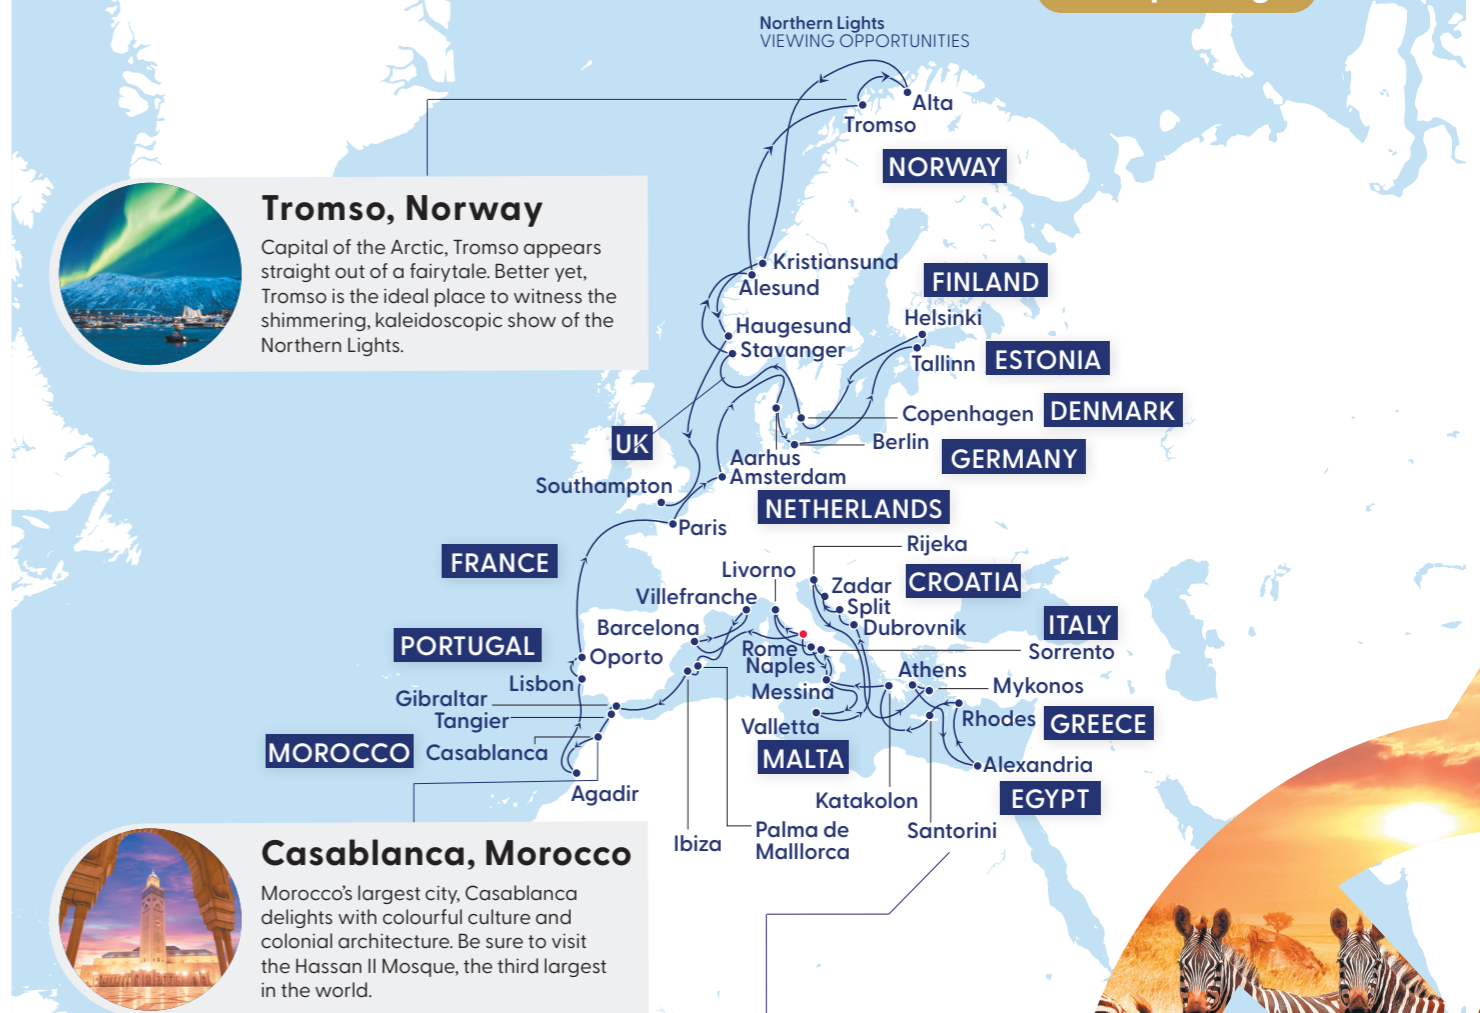 Northern Lights
VIEWING OPPORTUNITIES
Alta
Tromso
NORWAY
Tromso, Norway
Capital of the Arctic, Tromso appears
straight out of a fairytale. Better yet,
Tromso is the ideal place to witness the
shimmering, kaleidoscopic show of the
Northern Lights.
Kristiansund
Alesund
FINLAND
Helsinki
Haugesund
Stavanger
Tallinn
ESTONIA
Copenhagen
DENMARK
UK
Berlin
GERMANY
Aarhus
Amsterdam
Southampton
NETHERLANDS
Paris
FRANCE
Rijeka
Livorno
CROATIA
Villefranche
Zadar
Split
Barcelona
Dubrovnik
ITALY
PORTUGAL
Oporto
Rome
Sorrento
Naples
Athens
Lisbon
Messina
Mykonos
Gibraltar
Tangier
Valletta
Rhodes
GREECE
MOROCCO
Casablanca
MALTA
Alexandria
Agadir
Katakolon
EGYPT
Ibiza
Palma de
Malllorca
Santorini
Casablanca, Morocco
Morocco's largest city, Casablanca
delights with colourful culture and
colonial architecture. Be sure to visit
the Hassan II Mosque, the third largest
in the world.